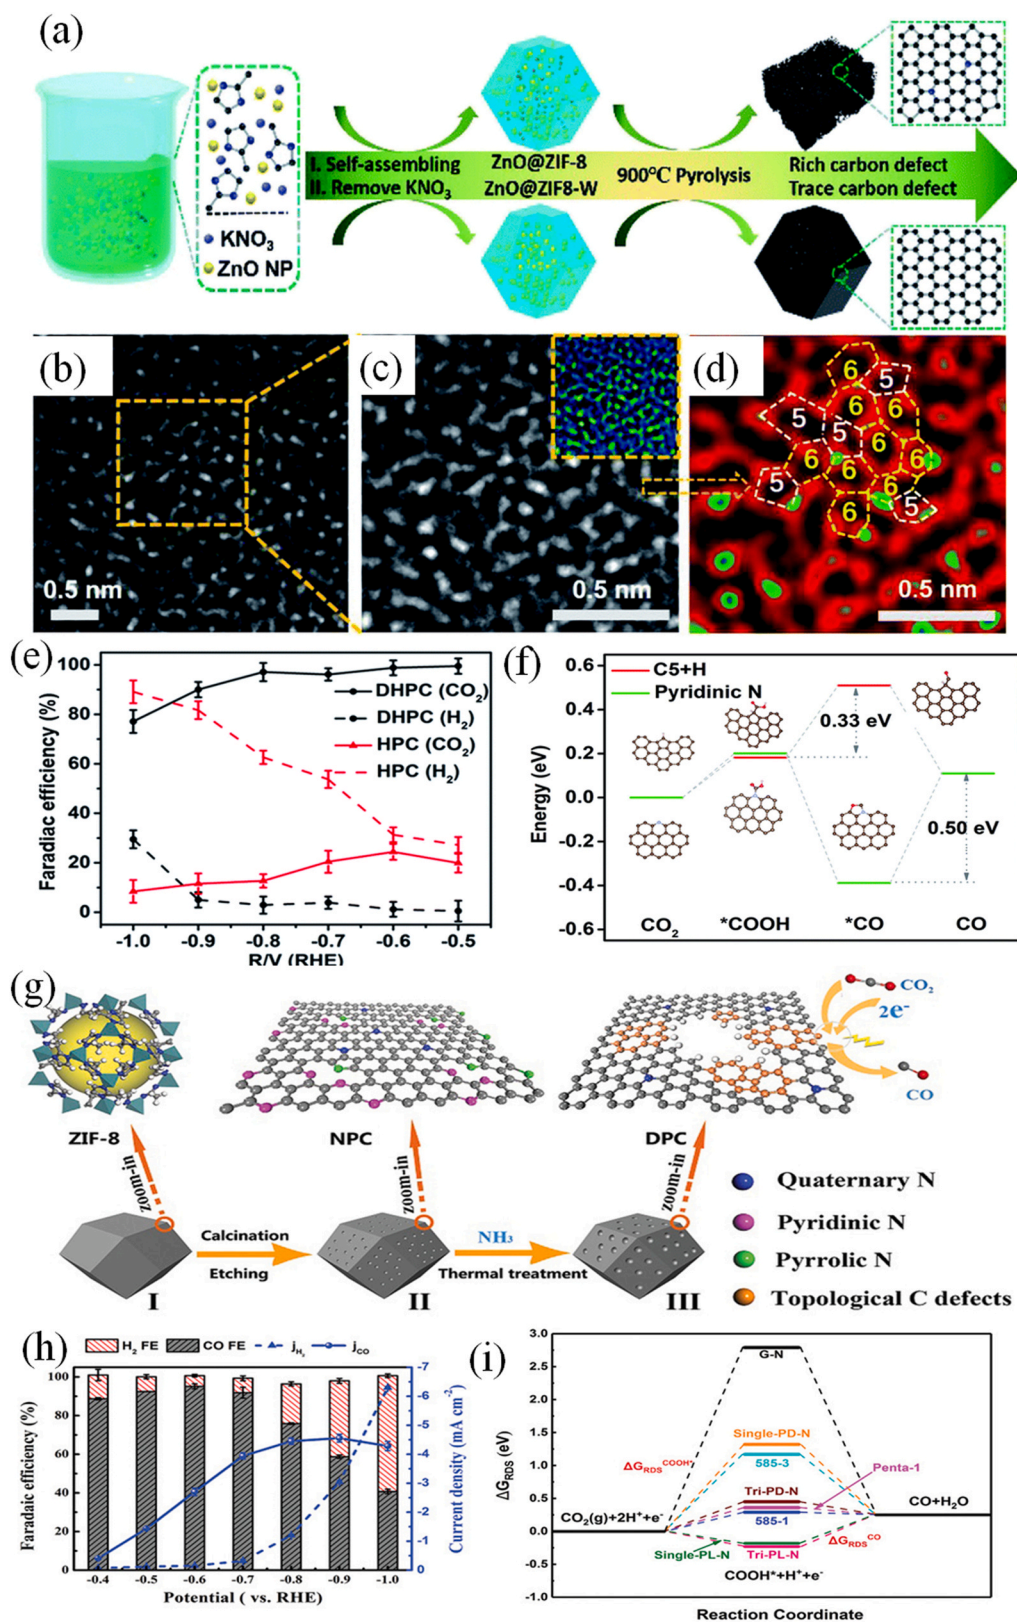 (a)
I. Self-assembling
II. Remove KNO3
ZnO@ZIF-8
ZnO@ZIF8-W
900°C Pyrolysis
Rich carbon defect
Trace carbon defect
KNO3
ZnO NP
(b)
0.5 nm
(c)
0.5 nm
(d)
6
5
6
6
5
5
6
6
6
6
5
6
5
0.5 nm
(e)
Faradiac efficiency (%)
100
80
60
40
20
0
DHPC (CO2)
DHPC (H2)
HPC (CO2)
HPC (H2)
-1.0
-0.9
-0.8
-0.7
-0.6
-0.5
R/V (RHE)
(f)
Energy (eV)
0.6
0.4
0.2
0.0
-0.2
-0.4
-0.6
C5+H
Pyridinic N
0.33 eV
0.50 eV
CO2
*COOH
*CO
CO
(g)
ZIF-8
NPC
DPC
CO2
2e-
CO
zoom-in
zoom-in
zoom-in
Calcination
Etching
NH3
Thermal treatment
I
II
III
Quaternary N
Pyridinic N
Pyrrolic N
Topological C defects
(h)
H2 FE
CO FE
jH2
jCO
Faradaic efficiency (%)
100
80
60
40
20
0
-7
-6
-5
-4
-3
-2
-1
0
Current density (mA cm-2)
-0.4
-0.5
-0.6
-0.7
-0.8
-0.9
-1.0
Potential ( vs. RHE)
(i)
ΔGRDS (eV)
3.0
2.5
2.0
1.5
1.0
0.5
0.0
-0.5
-1.0
G-N
Single-PD-N
585-3
Penta-1
ΔGRDS COOH*
Tri-PD-N
CO+H2O
CO2(g)+2H++e-
585-1
Single-PL-N
Tri-PL-N
ΔGRDS CO
COOH*+H++e-
Reaction Coordinate